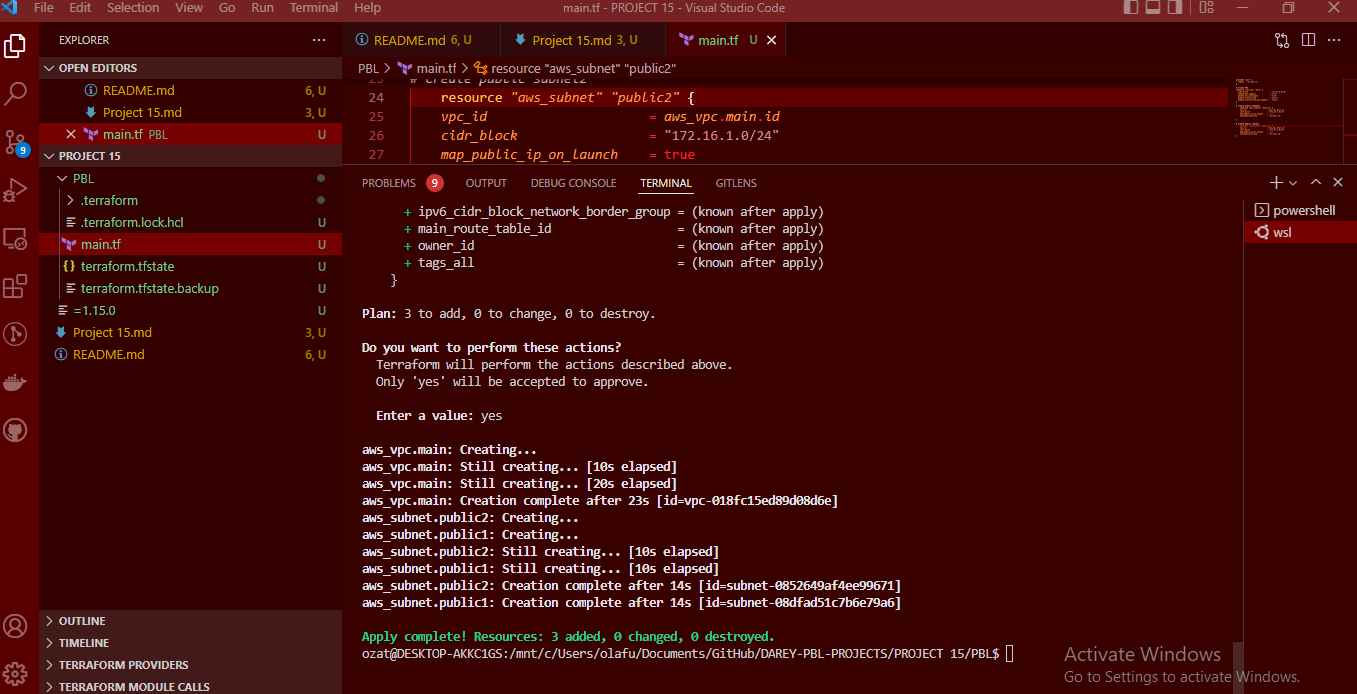 File Edit Selection View Go Run Terminal Help
main.tf - PROJECT 15 - Visual Studio Code
EXPLORER
OPEN EDITORS
README.md 6, U
Project 15.md 3, U
main.tf PBL U
PROJECT 15
PBL
.terraform
.terraform.lock.hcl U
main.tf U
terraform.tfstate U
terraform.tfstate.backup U
=1.15.0 U
Project 15.md 3, U
README.md 6, U
OUTLINE
TIMELINE
TERRAFORM PROVIDERS
TERRAFORM MODULE CALLS
9
README.md 6, U
Project 15.md 3, U
main.tf U
PBL > main.tf > resource "aws_subnet" "public2"
23 # Create public subnet2
24 resource "aws_subnet" "public2" {
25 vpc_id = aws_vpc.main.id
26 cidr_block = "172.16.1.0/24"
27 map_public_ip_on_launch = true
PROBLEMS 9 OUTPUT DEBUG CONSOLE TERMINAL GITLENS
powershell
wsl
+ ipv6_cidr_block_network_border_group = (known after apply)
+ main_route_table_id = (known after apply)
+ owner_id = (known after apply)
+ tags_all = (known after apply)
}
Plan: 3 to add, 0 to change, 0 to destroy.
Do you want to perform these actions?
Terraform will perform the actions described above.
Only 'yes' will be accepted to approve.
Enter a value: yes
aws_vpc.main: Creating...
aws_vpc.main: Still creating... [10s elapsed]
aws_vpc.main: Still creating... [20s elapsed]
aws_vpc.main: Creation complete after 23s [id=vpc-018fc15ed89d08d6e]
aws_subnet.public2: Creating...
aws_subnet.public1: Creating...
aws_subnet.public2: Still creating... [10s elapsed]
aws_subnet.public1: Still creating... [10s elapsed]
aws_subnet.public2: Creation complete after 14s [id=subnet-0852649af4ee99671]
aws_subnet.public1: Creation complete after 14s [id=subnet-08dfad51c7b6e79a6]
Apply complete! Resources: 3 added, 0 changed, 0 destroyed.
ozat@DESKTOP-AKKC1GS:/mnt/c/Users/olafu/Documents/GitHub/DAREY-PBL-PROJECTS/PROJECT 15/PBL$
Activate Windows
Go to Settings to activate Windows.